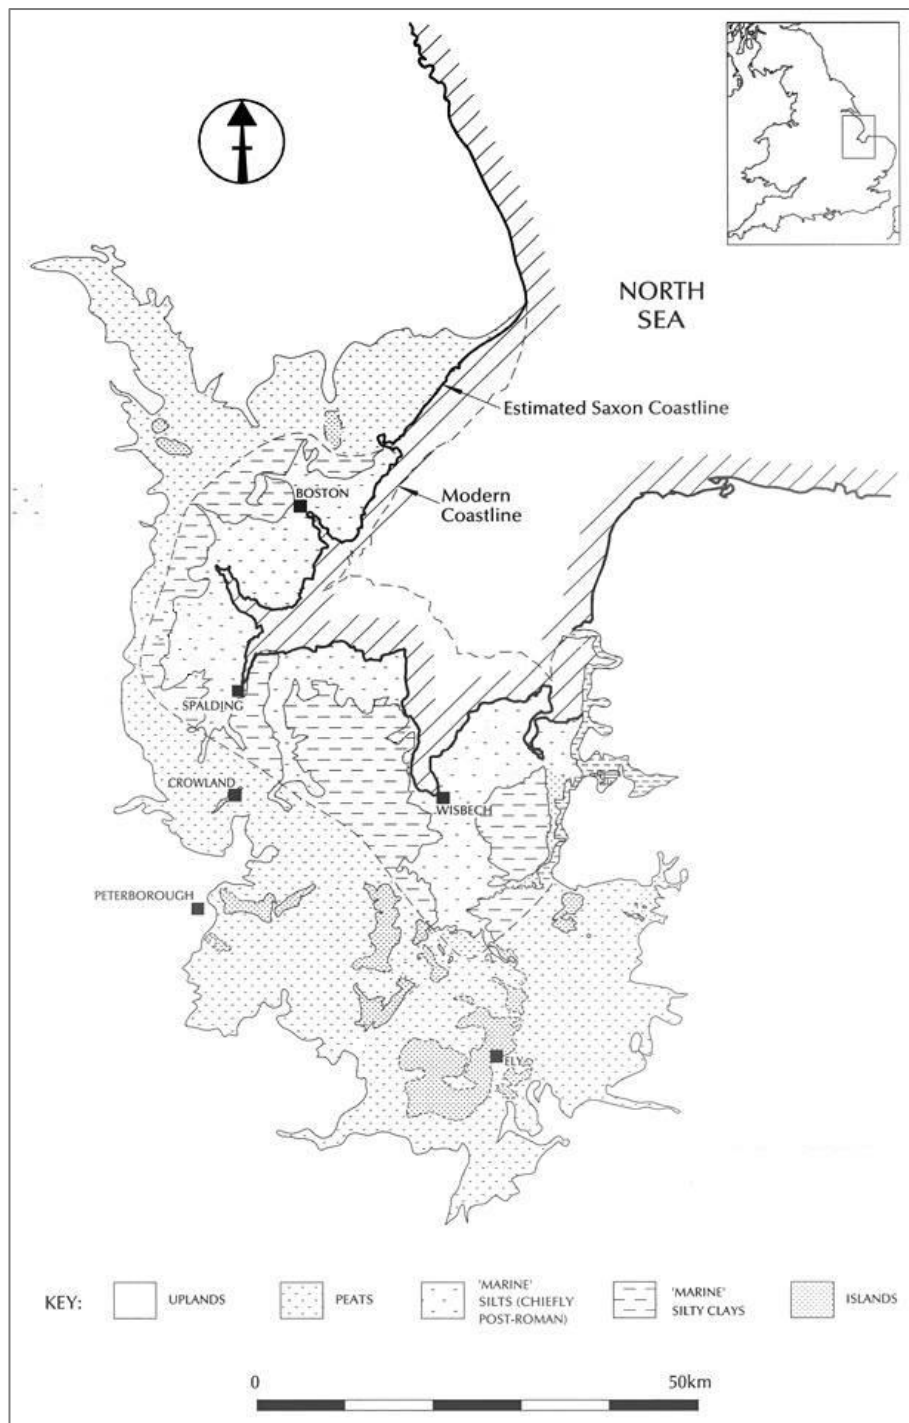 NORTH
SEA
Estimated Saxon Coastline
BOSTON
Modern
Coastline
SPALDING
CROWLAND
WISBECH
PETERBOROUGH
ELY
KEY:
UPLANDS
PEATS
'MARINE'
SILTS (CHIEFLY
POST-ROMAN)
'MARINE'
SILTY CLAYS
ISLANDS
0
50km